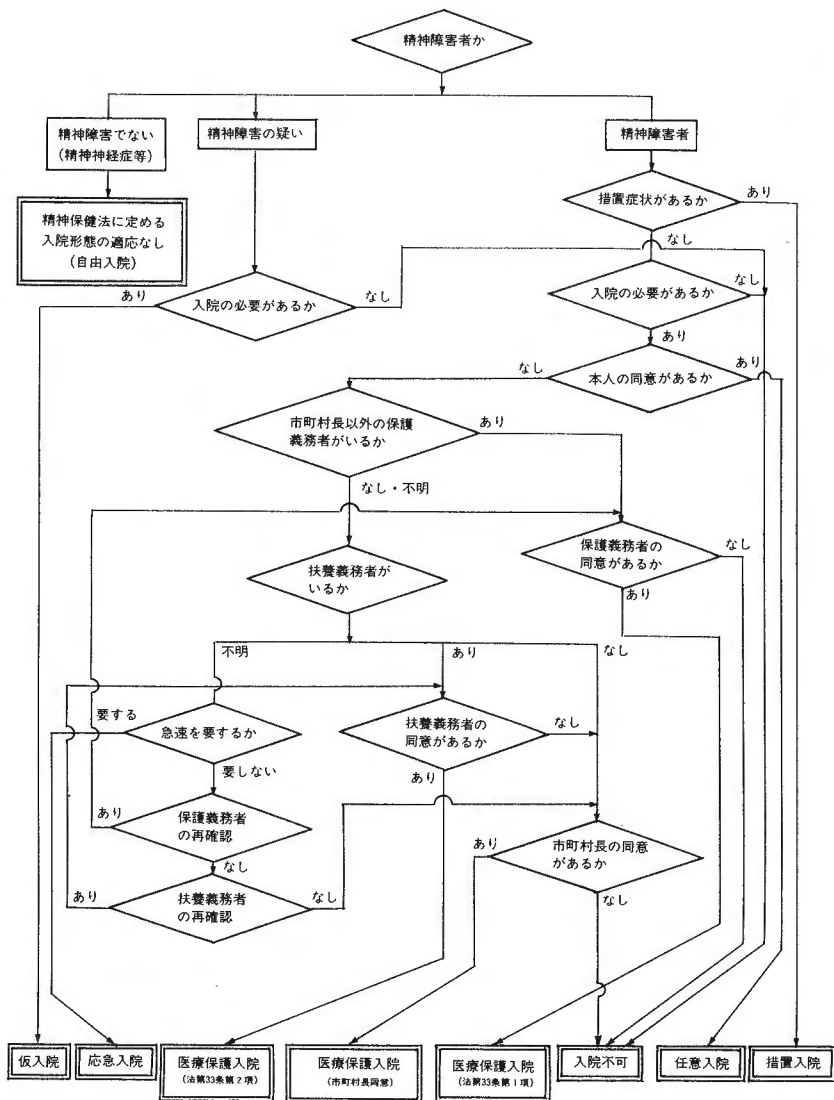 精神障害者か
精神障害でない
(精神神経症等)
精神障害の疑い
精神障害者
精神保健法に定める
入院形態の適応なし
(自由入院)
措置症状があるか
あり
なし
あり
入院の必要があるか
なし
入院の必要があるか
なし
あり
なし
本人の同意があるか
あり
市町村長以外の保護
義務者がいるか
あり
なし・不明
保護義務者の
同意があるか
なし
あり
扶養義務者が
いるか
不明
あり
なし
要する
急速を要するか
要しない
扶養義務者の
同意があるか
なし
あり
あり
保護義務者
の再確認
なし
あり
市町村長の同意
があるか
なし
あり
扶養義務者
の再確認
なし
仮入院
応急入院
医療保護入院
(法第33条第2項)
医療保護入院
(市町村長同意)
医療保護入院
(法第33条第1項)
入院不可
任意入院
措置入院